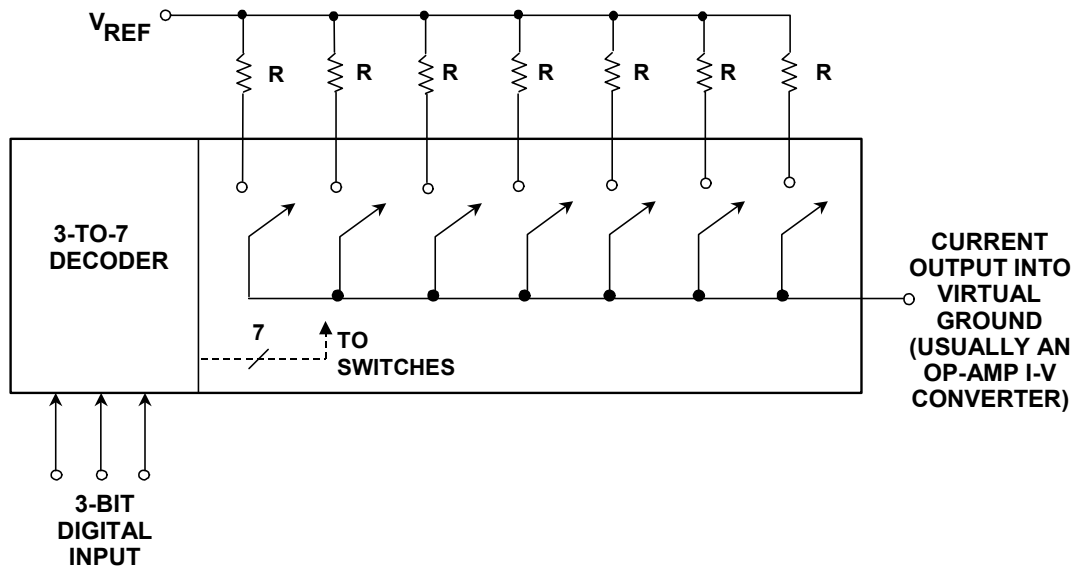 VREF
R R R R R R R
3-TO-7
DECODER
7
TO
SWITCHES
CURRENT
OUTPUT INTO
VIRTUAL
GROUND
(USUALLY AN
OP-AMP I-V
CONVERTER)
3-BIT
DIGITAL
INPUT